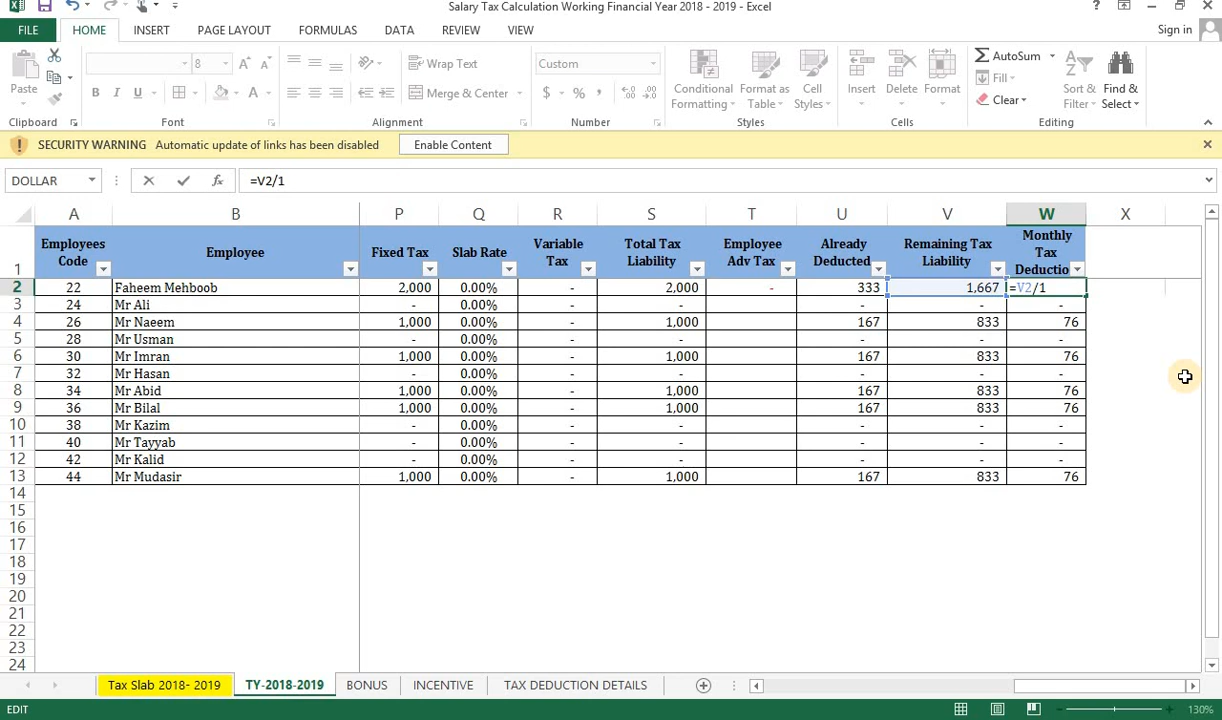 Salary Tax Calculation Working Financial Year 2018 - 2019 - Excel
FILE HOME INSERT PAGE LAYOUT FORMULAS DATA REVIEW VIEW Sign in
Paste
8
B I U
Wrap Text
Merge & Center
Custom
$ % ,
Conditional Formatting
Format as Table
Cell Styles
Insert Delete Format
AutoSum
Fill
Clear
Sort & Filter
Find & Select
Clipboard Font Alignment Number Styles Cells Editing
SECURITY WARNING Automatic update of links has been disabled Enable Content
DOLLAR fx =V2/1
A B P Q R S T U V W X
1 Employees Code Employee Fixed Tax Slab Rate Variable Tax Total Tax Liability Employee Adv Tax Already Deducted Remaining Tax Liability Monthly Tax Deductio
2 22 Faheem Mehboob 2,000 0.00% - 2,000 - 333 1,667 =V2/1
3 24 Mr Ali - 0.00% - - - - -
4 26 Mr Naeem 1,000 0.00% - 1,000 167 833 76
5 28 Mr Usman - 0.00% - - - - -
6 30 Mr Imran 1,000 0.00% - 1,000 167 833 76
7 32 Mr Hasan - 0.00% - - - - -
8 34 Mr Abid 1,000 0.00% - 1,000 167 833 76
9 36 Mr Bilal 1,000 0.00% - 1,000 167 833 76
10 38 Mr Kazim - 0.00% - - - - -
11 40 Mr Tayyab - 0.00% - - - - -
12 42 Mr Kalid - 0.00% - - - - -
13 44 Mr Mudasir 1,000 0.00% - 1,000 167 833 76
14
15
16
17
18
19
20
21
22
23
24
Tax Slab 2018- 2019 TY-2018-2019 BONUS INCENTIVE TAX DEDUCTION DETAILS
EDIT 130%